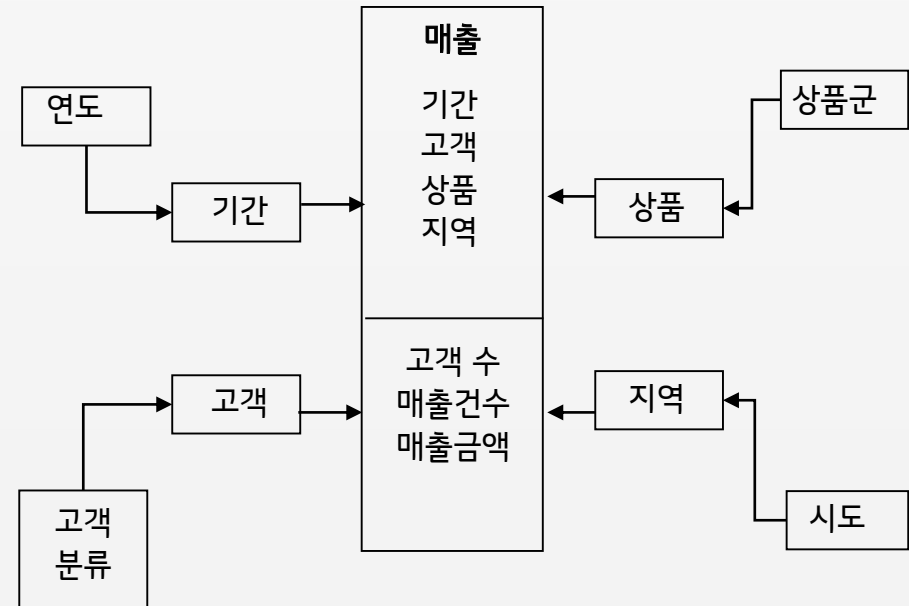 매출
기간
고객
상품
지역
고객 수
매출건수
매출금액
연도
기간
고객
고객
분류
상품군
상품
지역
시도